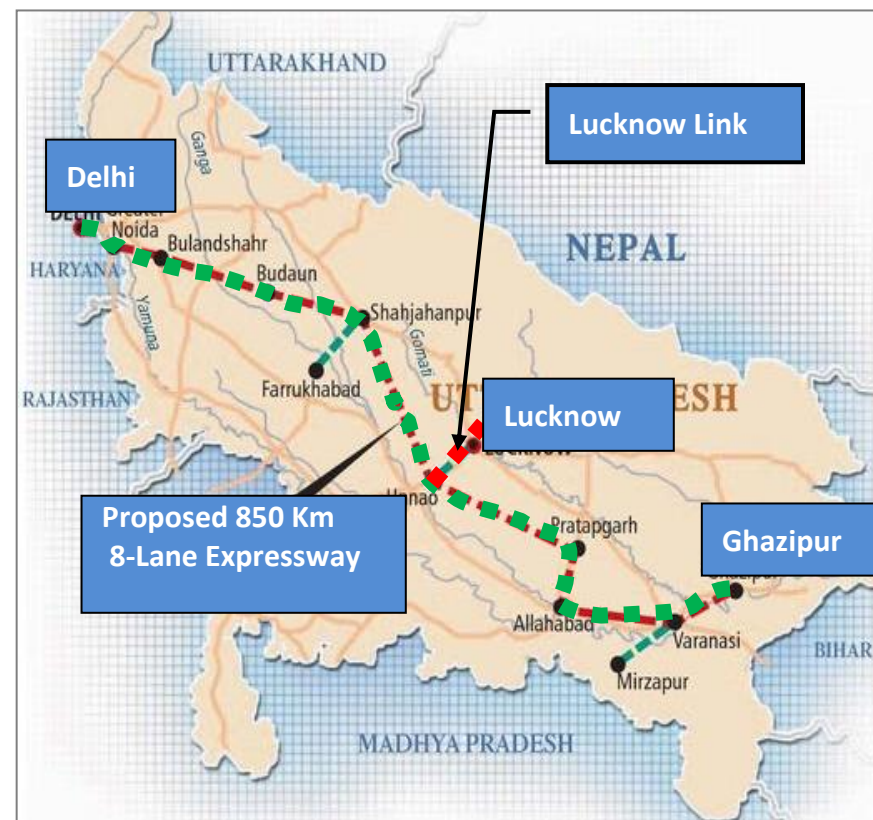 UTTARAKHAND
Lucknow Link
Ganga
Delhi
DELHI
Noida
Bulandshahr
NEPAL
HARYANA
Budaun
Yamuna
Shahjahanpur
Gomati
Farrukhabad
RAJASTHAN
Lucknow
Proposed 850 Km
8-Lane Expressway
Pratapgarh
Ghazipur
Allahabad
Varanasi
BIHAR
Mirzapur
MADHYA PRADESH